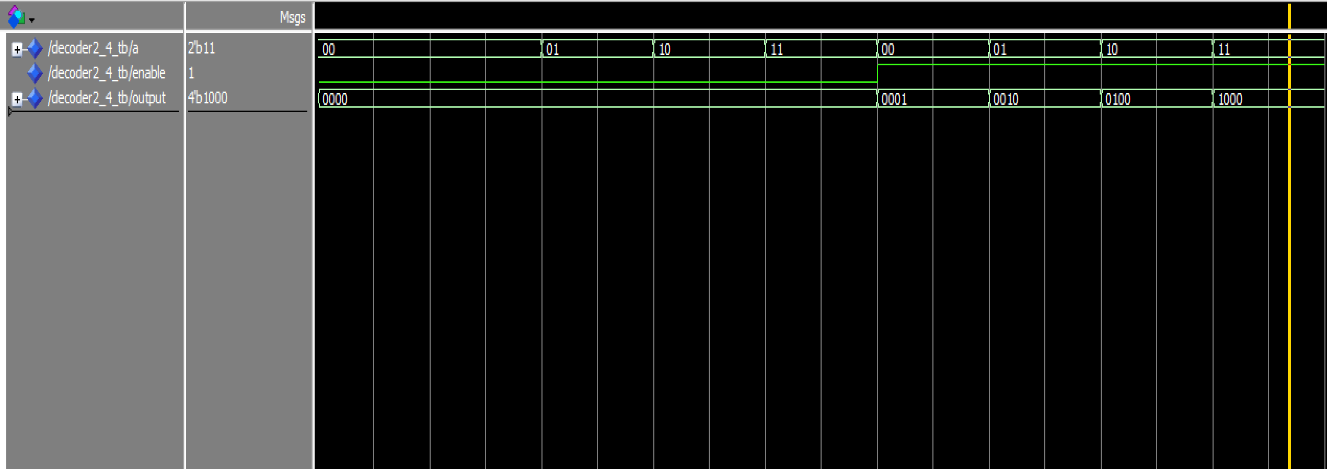 Msgs
/decoder2_4_tb/a 2'b11 00 01 10 11 00 01 10 11
/decoder2_4_tb/enable 1
/decoder2_4_tb/output 4'b1000 0000 0001 0010 0100 1000